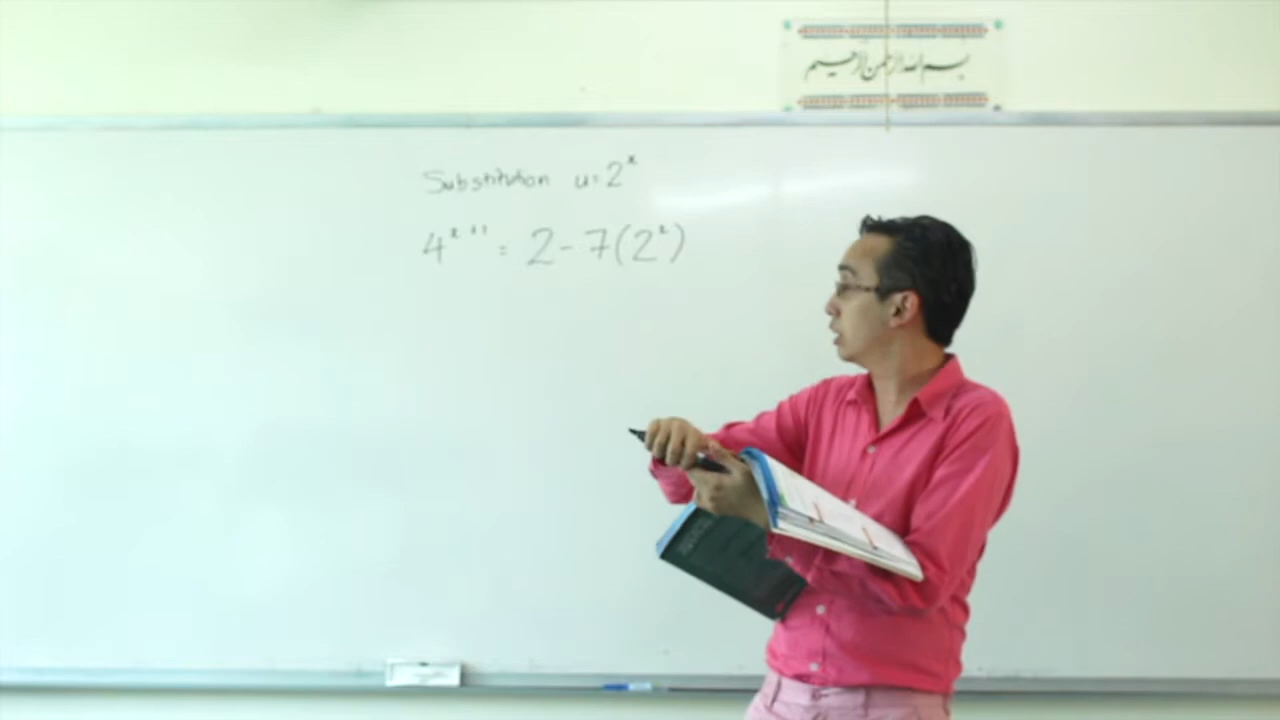 بسم الله الرحمن الرحيم
Substitution u = 2^x
4^{x+1} = 2 - 7(2^x)